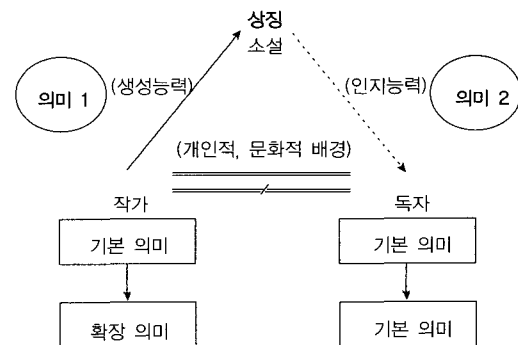 상징
소설
의미 1
(생성능력)
(인지능력)
의미 2
(개인적, 문화적 배경)
작가
독자
기본 의미
기본 의미
확장 의미
기본 의미